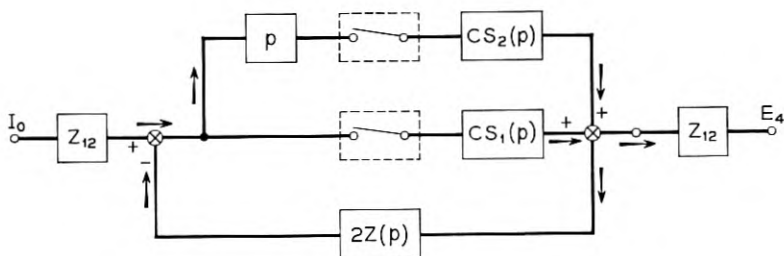 p
CS₂(p)
+
I₀
Z₁₂
+
−
CS₁(p)
+
Z₁₂
E₄
2Z(p)